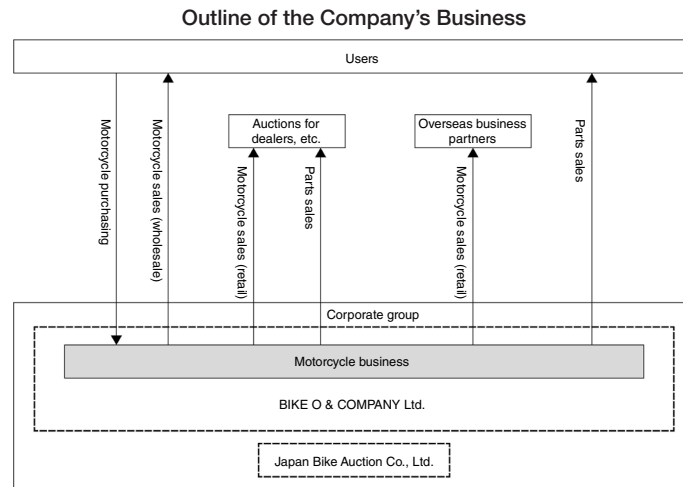 Outline of the Company's Business
Users
Motorcycle purchasing
Motorcycle sales (wholesale)
Auctions for
dealers, etc.
Motorcycle sales (retail)
Parts sales
Overseas business
partners
Motorcycle sales (retail)
Parts sales
Corporate group
Motorcycle business
BIKE O & COMPANY Ltd.
Japan Bike Auction Co., Ltd.